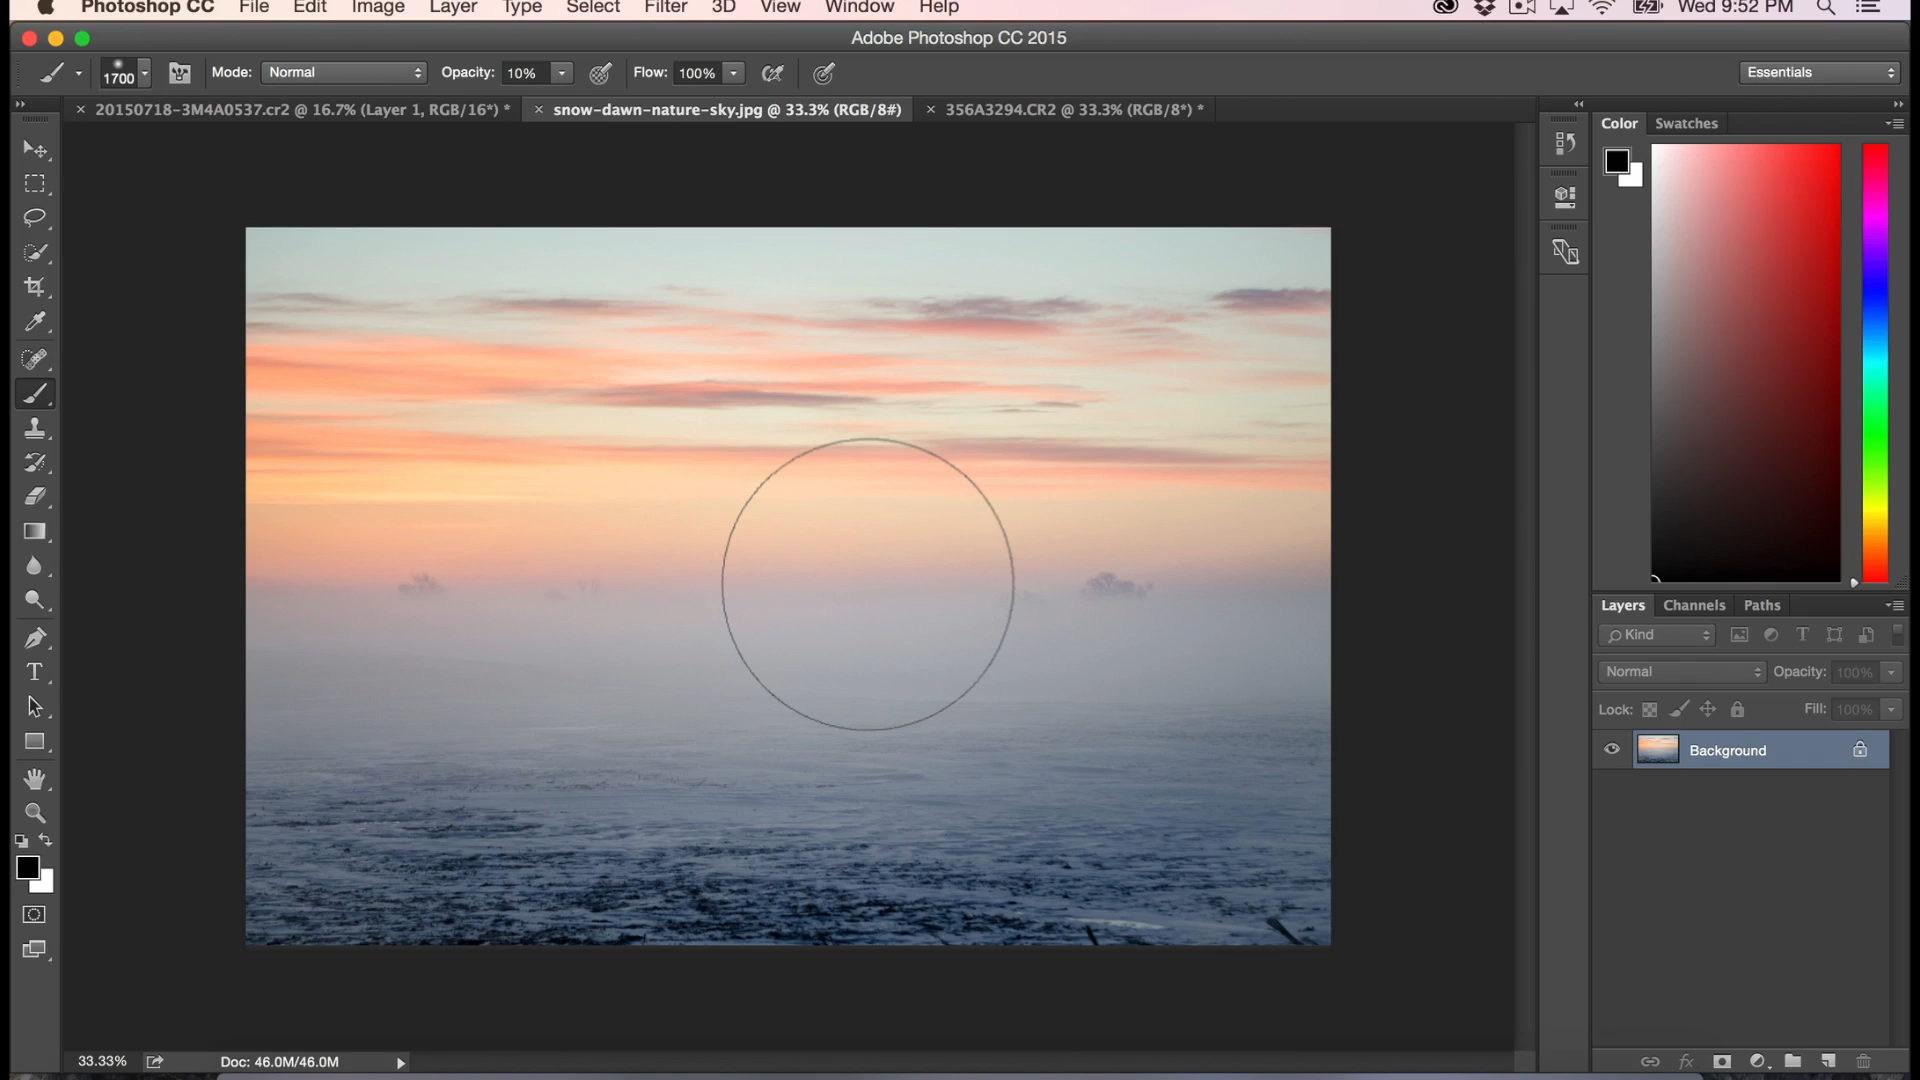 Photoshop CC File Edit Image Layer Type Select Filter 3D View Window Help Wed 9:52 PM
Adobe Photoshop CC 2015
1700 Mode: Normal Opacity: 10% Flow: 100% Essentials
20150718-3M4A0537.cr2 @ 16.7% (Layer 1, RGB/16*) * snow-dawn-nature-sky.jpg @ 33.3% (RGB/8#) 356A3294.CR2 @ 33.3% (RGB/8*) *
Color Swatches
Layers Channels Paths
Kind
Normal Opacity: 100%
Lock: Fill: 100%
Background
33.33% Doc: 46.0M/46.0M